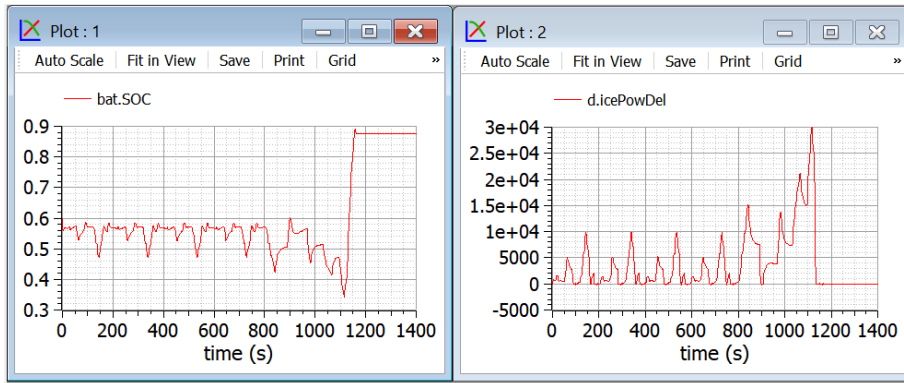 Plot : 1
Auto Scale Fit in View Save Print Grid »
bat.SOC
0.9
0.8
0.7
0.6
0.5
0.4
0.3
0 200 400 600 800 1000 1200 1400
time (s)
Plot : 2
Auto Scale Fit in View Save Print Grid »
d.icePowDel
3e+04
2.5e+04
2e+04
1.5e+04
1e+04
5000
0
-5000
0 200 400 600 800 1000 1200 1400
time (s)